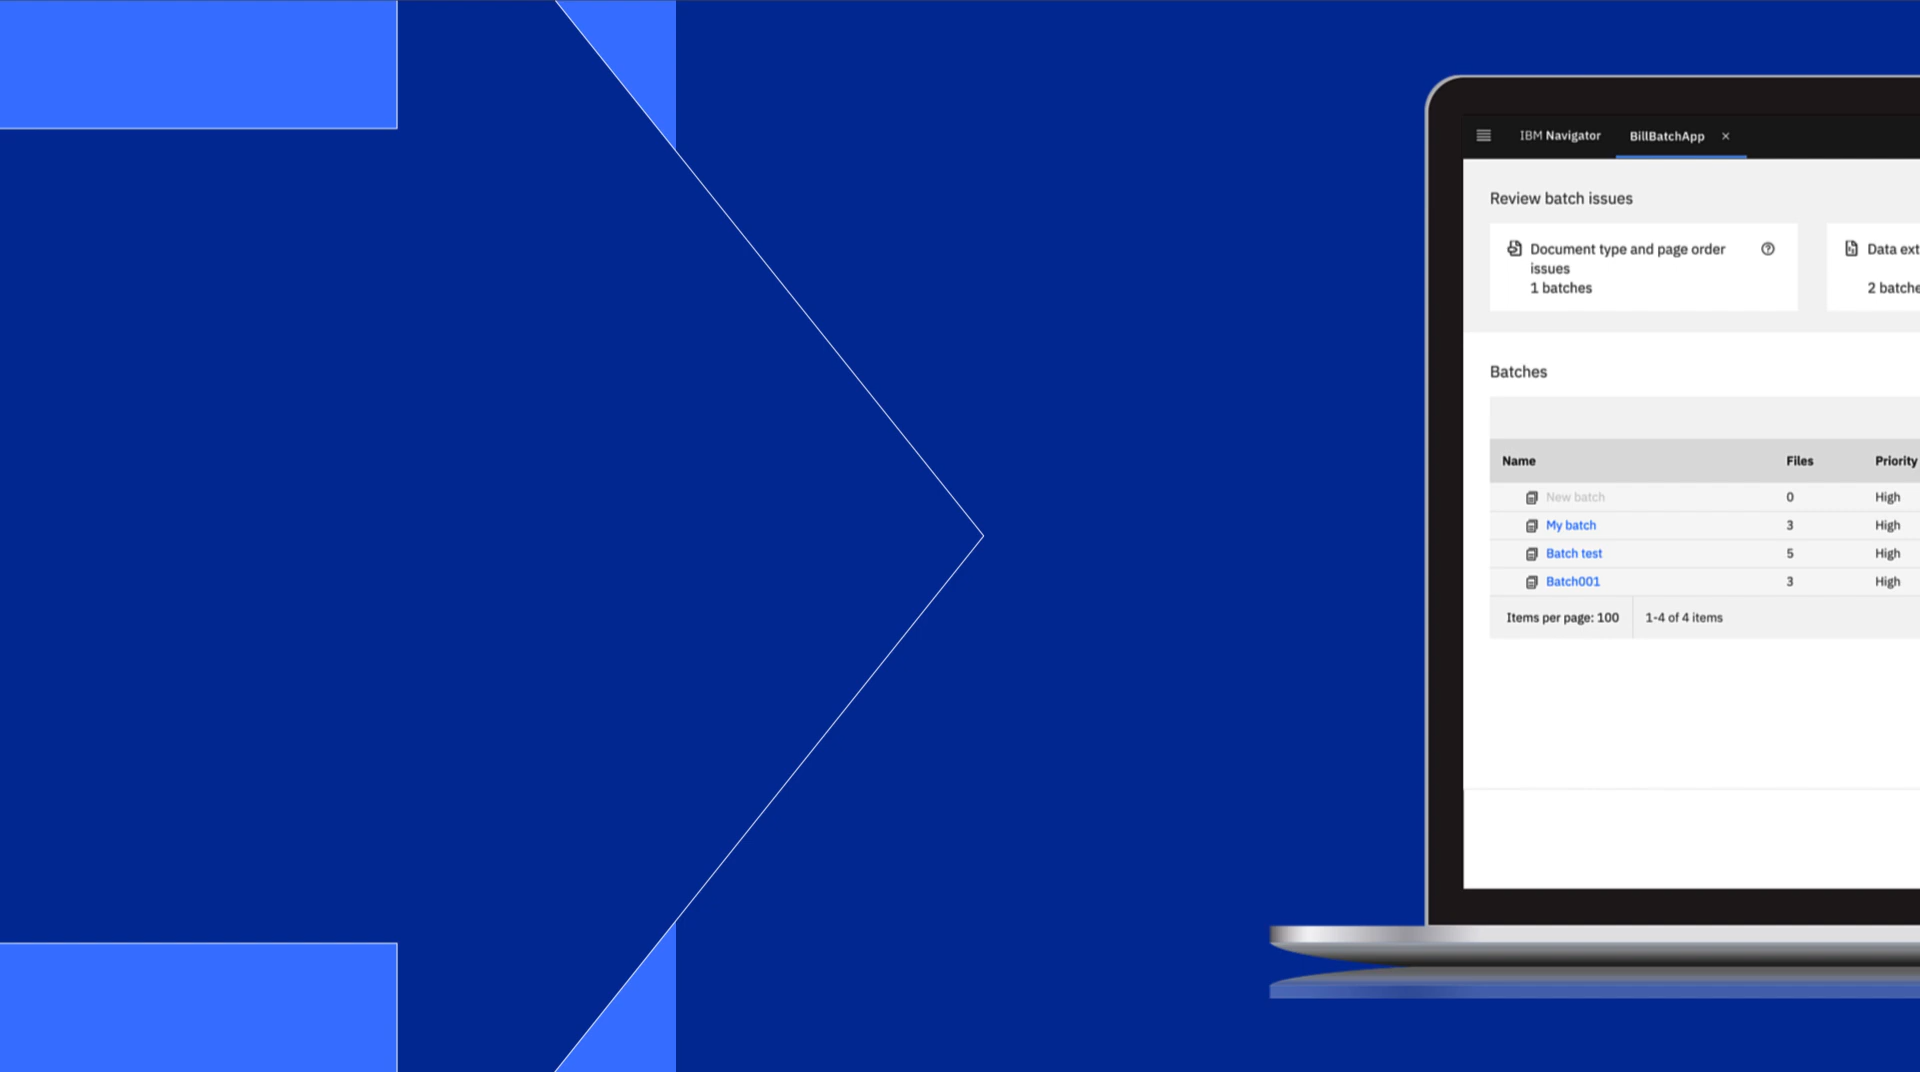 IBM Navigator BillBatchApp ×
Review batch issues
Document type and page order
issues
1 batches
Data ext
2 batche
Batches
Name Files Priority
New batch 0 High
My batch 3 High
Batch test 5 High
Batch001 3 High
Items per page: 100 1-4 of 4 items